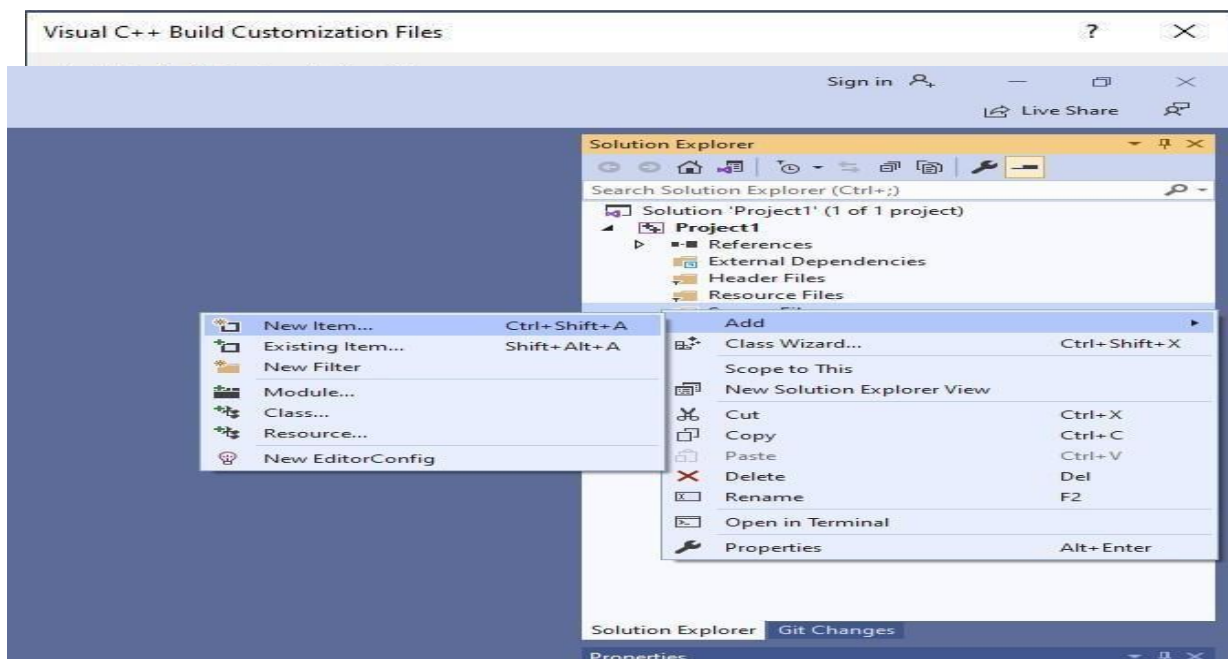 Visual C++ Build Customization Files
Sign in
Live Share
Solution Explorer
Search Solution Explorer (Ctrl+;)
Solution 'Project1' (1 of 1 project)
Project1
References
External Dependencies
Header Files
Resource Files
New Item... Ctrl+Shift+A
Existing Item... Shift+Alt+A
New Filter
Module...
Class...
Resource...
New EditorConfig
Add
Class Wizard... Ctrl+Shift+X
Scope to This
New Solution Explorer View
Cut Ctrl+X
Copy Ctrl+C
Paste Ctrl+V
Delete Del
Rename F2
Open in Terminal
Properties Alt+Enter
Solution Explorer Git Changes
Properties